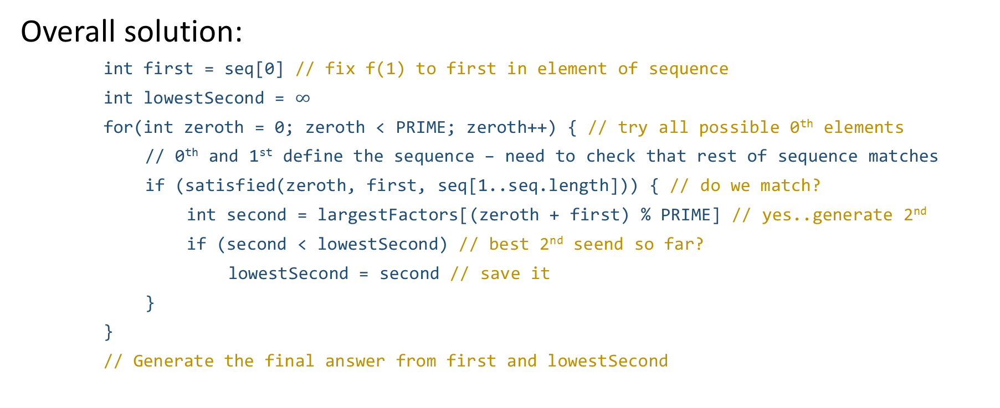 Overall solution:
int first = seq[0] // fix f(1) to first in element of sequence
int lowestSecond = ∞
for(int zeroth = 0; zeroth < PRIME; zeroth++) { // try all possible 0th elements
// 0th and 1st define the sequence – need to check that rest of sequence matches
if (satisfied(zeroth, first, seq[1..seq.length])) { // do we match?
int second = largestFactors[(zeroth + first) % PRIME] // yes..generate 2nd
if (second < lowestSecond) // best 2nd seend so far?
lowestSecond = second // save it
}
}
// Generate the final answer from first and lowestSecond